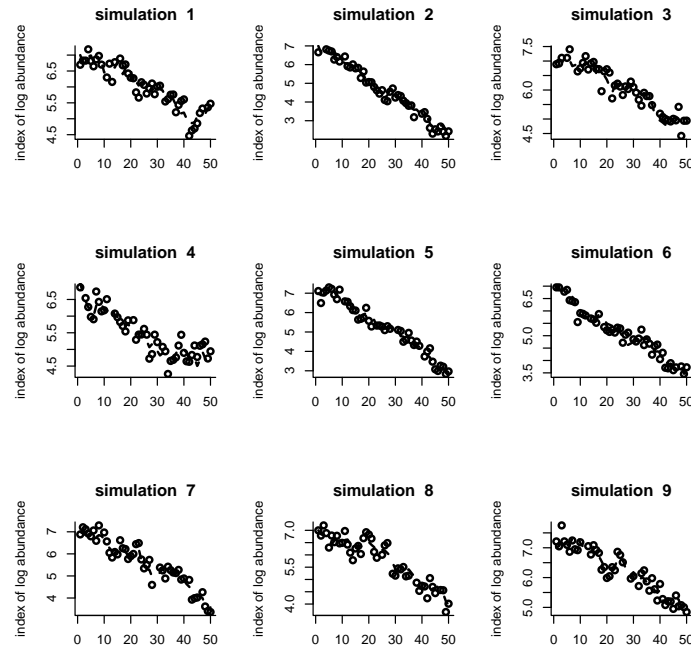 simulation 1
index of log abundance
6.5
5.5
4.5
0 10 20 30 40 50
simulation 2
index of log abundance
7
6
5
4
3
0 10 20 30 40 50
simulation 3
index of log abundance
7.5
6.0
4.5
0 10 20 30 40 50
simulation 4
index of log abundance
6.5
5.5
4.5
0 10 20 30 40 50
simulation 5
index of log abundance
7
6
5
4
3
0 10 20 30 40 50
simulation 6
index of log abundance
6.5
5.0
3.5
0 10 20 30 40 50
simulation 7
index of log abundance
7
6
5
4
0 10 20 30 40 50
simulation 8
index of log abundance
7.0
5.5
4.0
0 10 20 30 40 50
simulation 9
index of log abundance
8.0
7.0
6.0
5.0
0 10 20 30 40 50